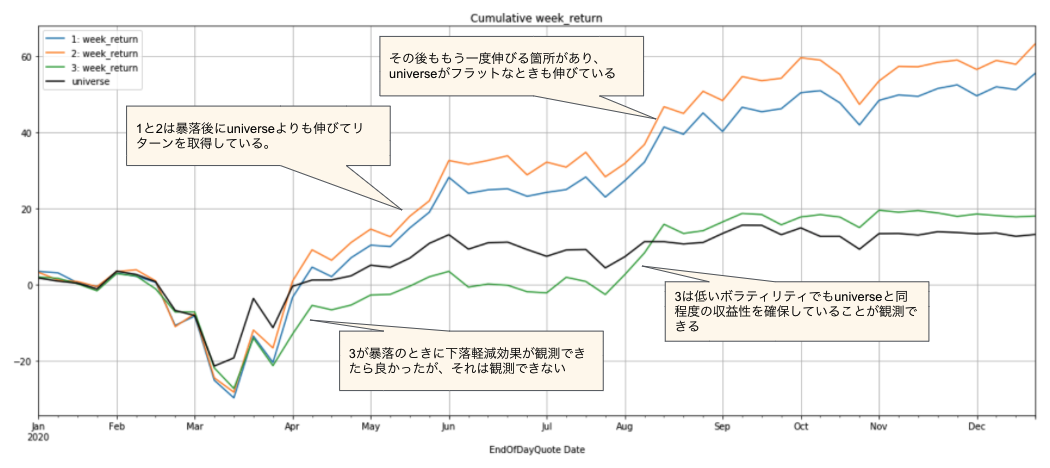 Cumulative week_return
1: week_return
2: week_return
3: week_return
universe
その後ももう一度伸びる箇所があり、
universeがフラットなときも伸びている
1と2は暴落後にuniverseよりも伸びてリ
ターンを取得している。
3は低いボラティリティでもuniverseと同
程度の収益性を確保していることが観測で
きる
3が暴落のときに下落軽減効果が観測でき
たら良かったが、それは観測できない
60
40
20
0
−20
Jan Feb Mar Apr May Jun Jul Aug Sep Oct Nov Dec
2020
EndOfDayQuote Date